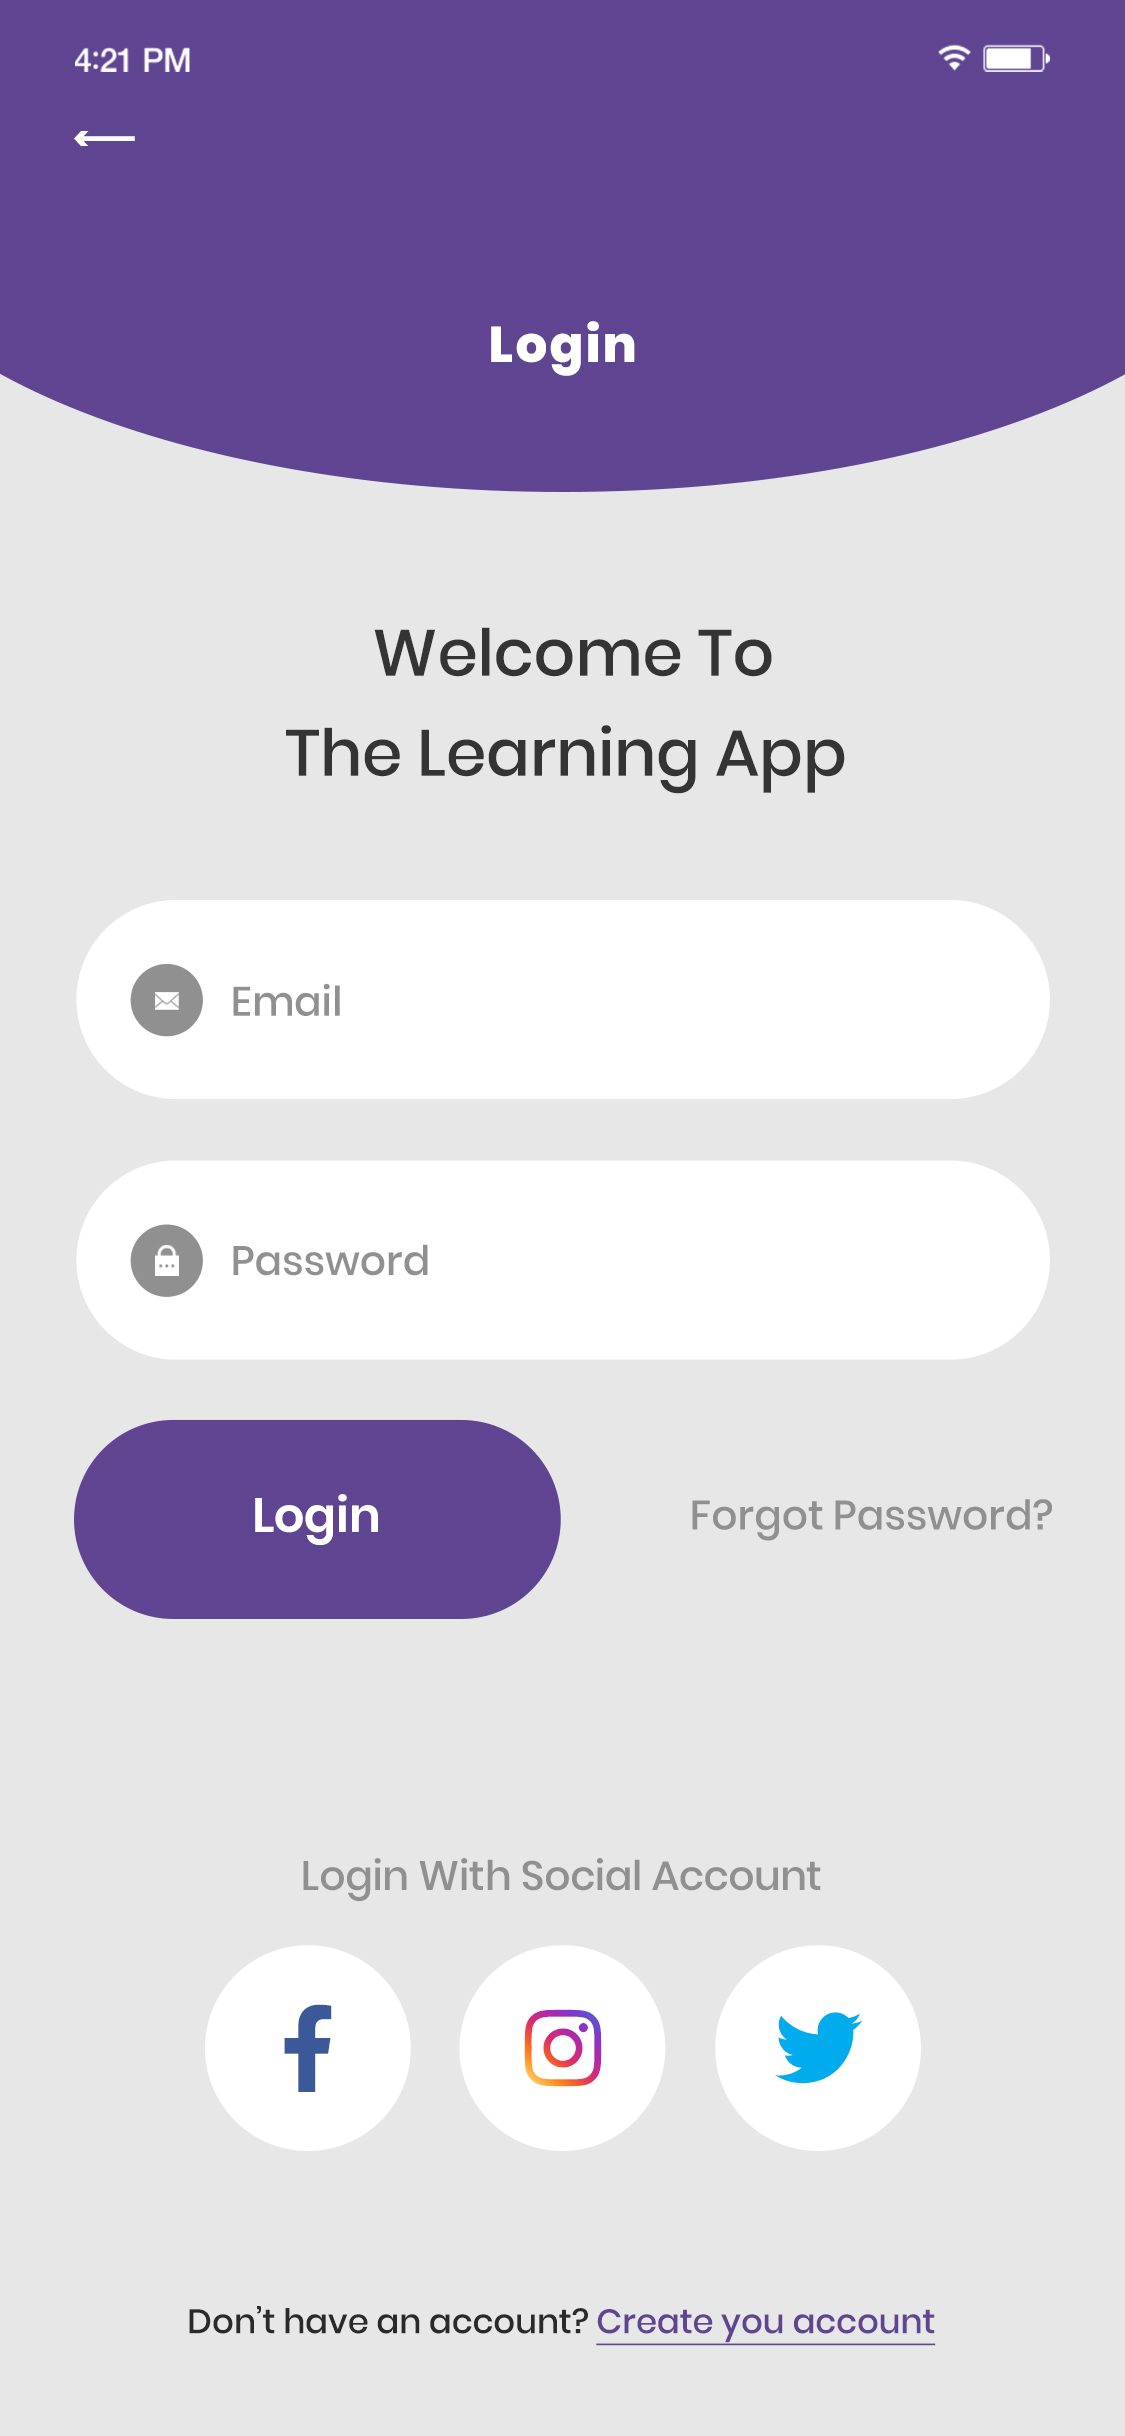 4:21 PM
Login
Welcome To
The Learning App
Email
Password
Login
Forgot Password?
Login With Social Account
Don't have an account? Create you account